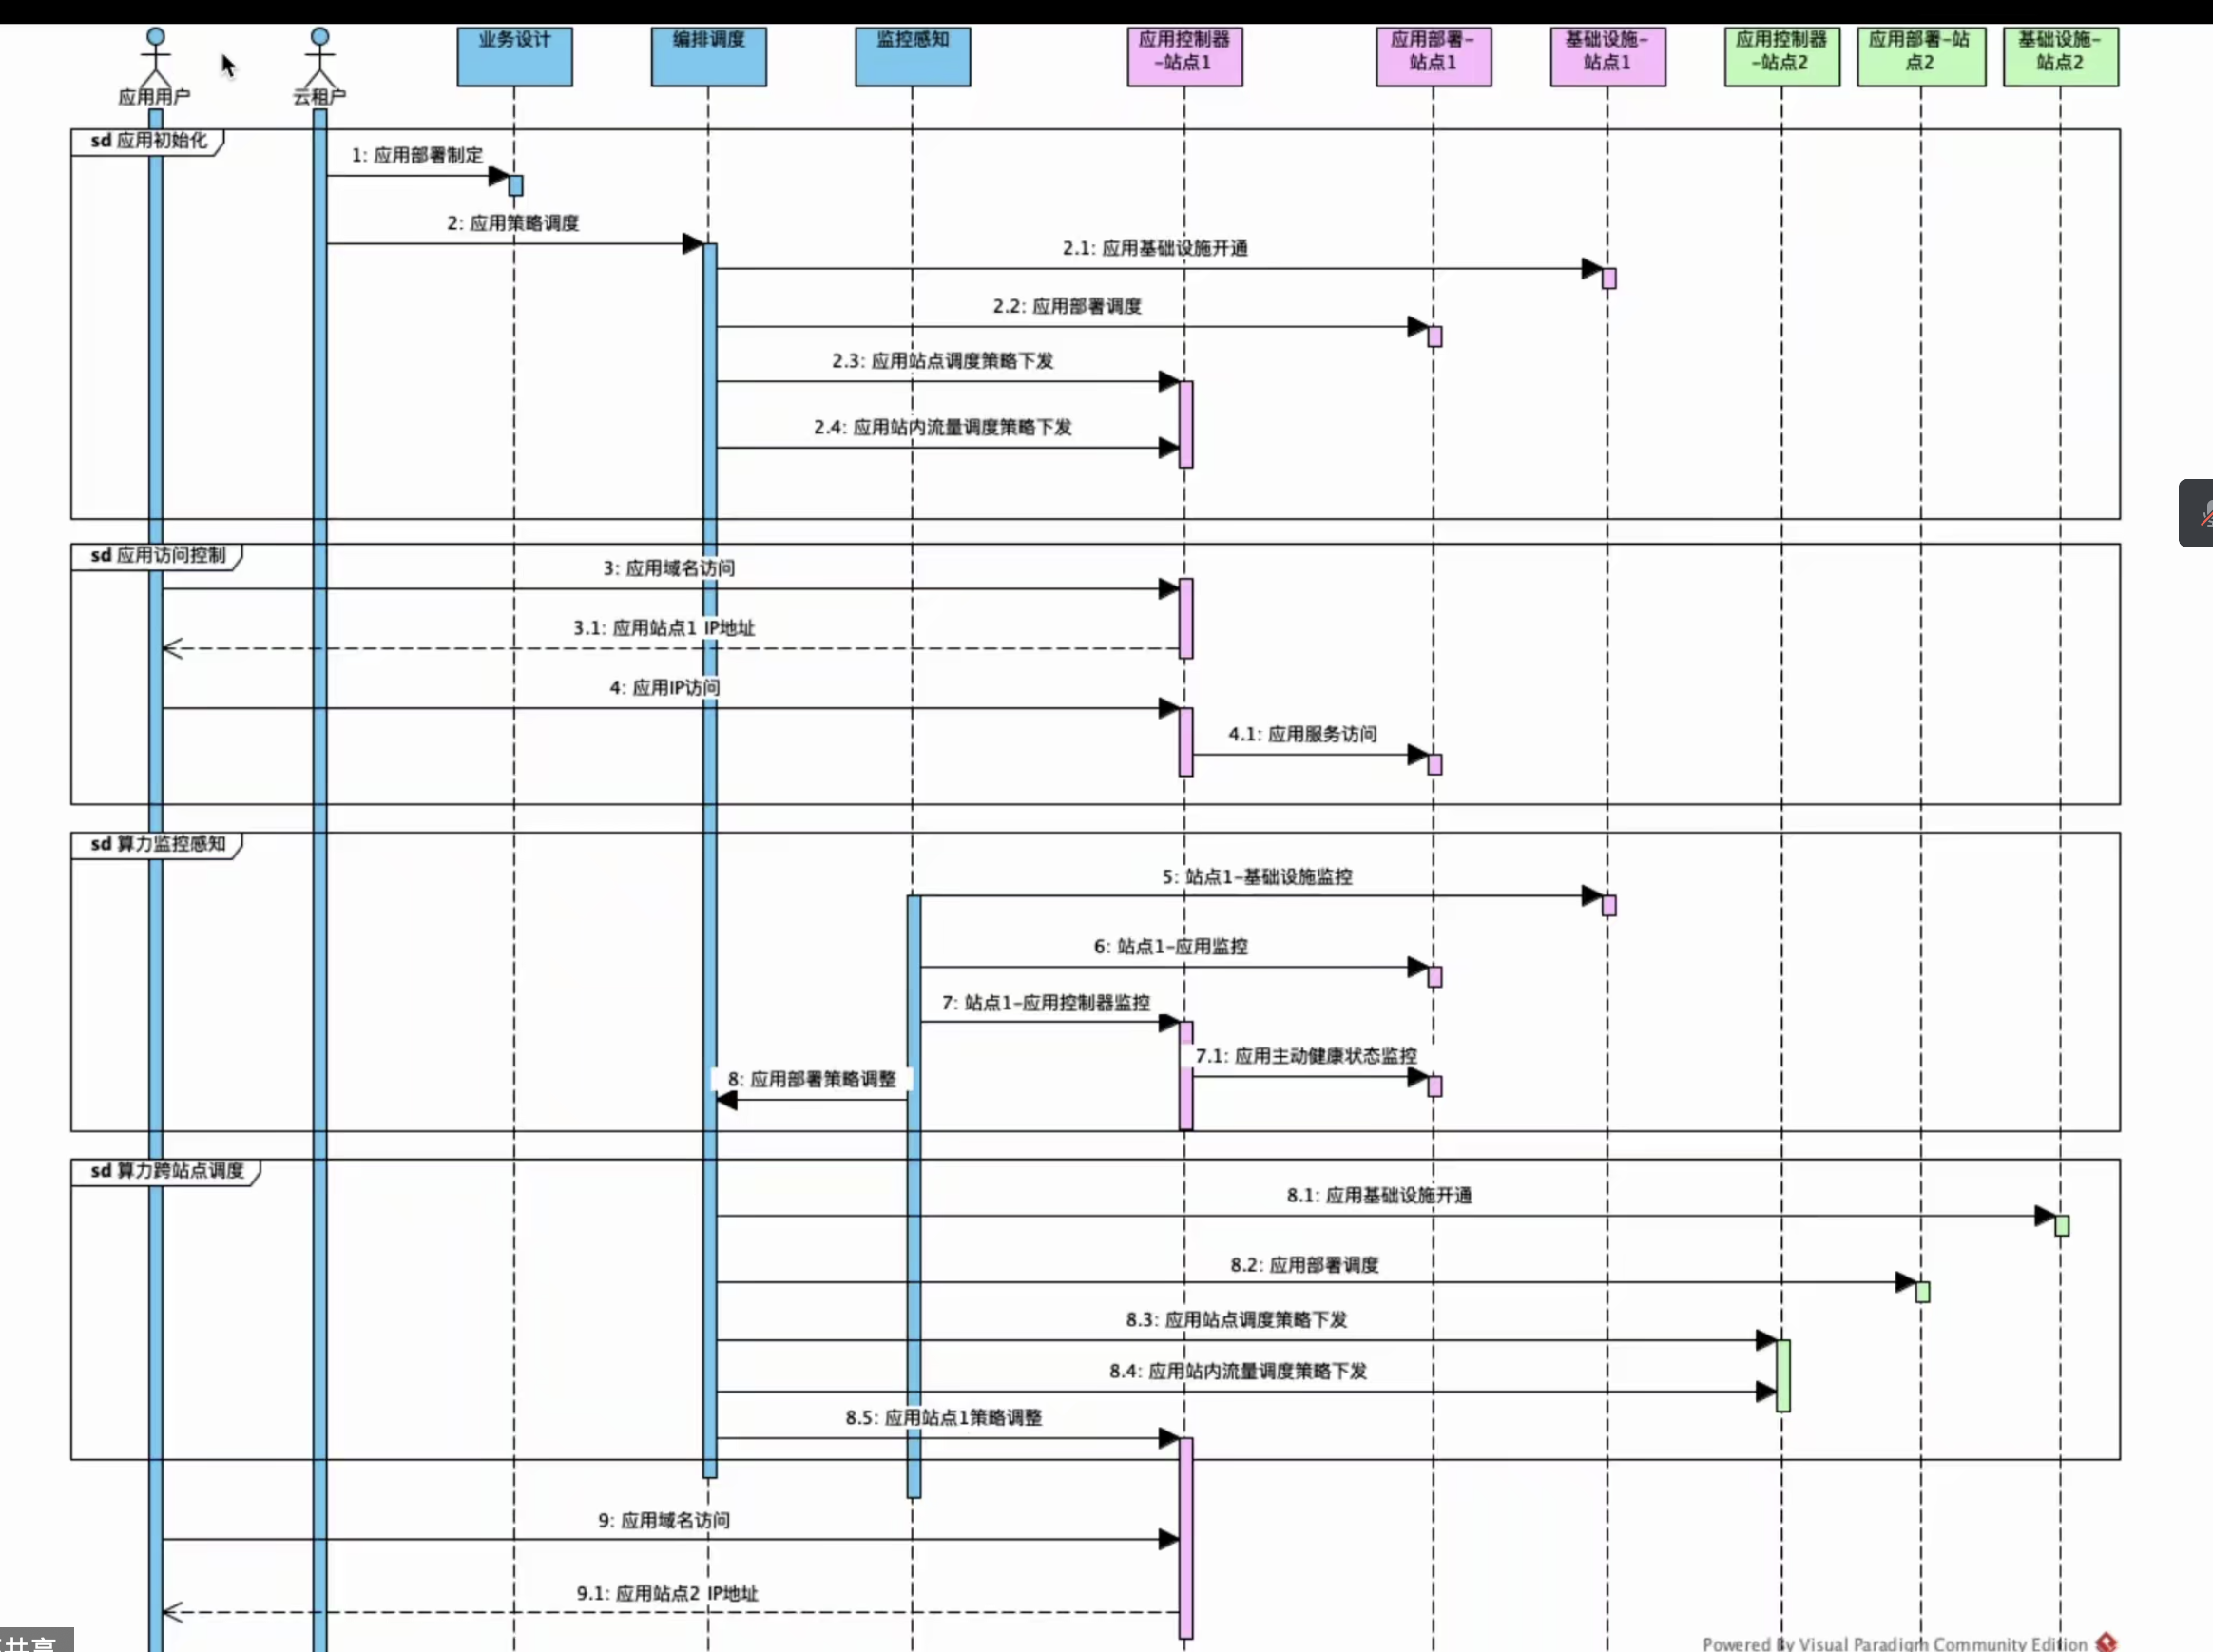 应用用户
云租户
业务设计
编排调度
监控感知
应用控制器
-站点1
应用部署-
站点1
基础设施-
站点1
应用控制器
-站点2
应用部署-站
点2
基础设施-
站点2
sd 应用初始化
1: 应用部署制定
2: 应用策略调度
2.1: 应用基础设施开通
2.2: 应用部署调度
2.3: 应用站点调度策略下发
2.4: 应用站内流量调度策略下发
sd 应用访问控制
3: 应用域名访问
3.1: 应用站点1 IP地址
4: 应用IP访问
4.1: 应用服务访问
sd 算力监控感知
5: 站点1-基础设施监控
6: 站点1-应用监控
7: 站点1-应用控制器监控
7.1: 应用主动健康状态监控
8: 应用部署策略调整
sd 算力跨站点调度
8.1: 应用基础设施开通
8.2: 应用部署调度
8.3: 应用站点调度策略下发
8.4: 应用站内流量调度策略下发
8.5: 应用站点1策略调整
9: 应用域名访问
9.1: 应用站点2 IP地址
共享
Powered By Visual Paradigm Community Edition